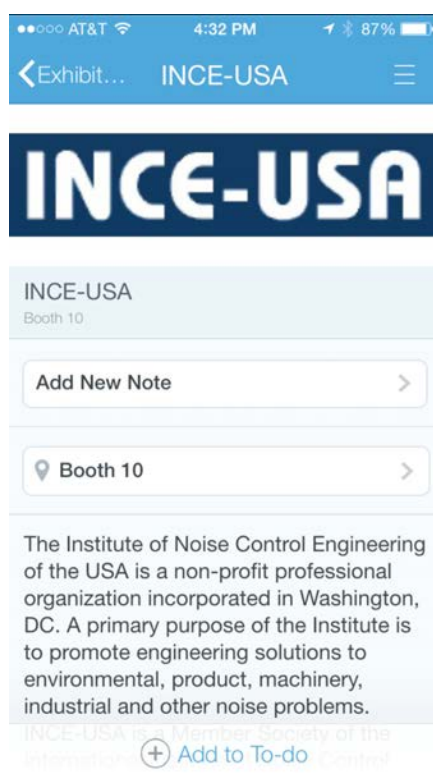 AT&T 4:32 PM 87%
Exhibit... INCE-USA
INCE-USA
INCE-USA
Booth 10
Add New Note
Booth 10
The Institute of Noise Control Engineering
of the USA is a non-profit professional
organization incorporated in Washington,
DC. A primary purpose of the Institute is
to promote engineering solutions to
environmental, product, machinery,
industrial and other noise problems.
INCE-USA is a Member Society of the
International Control
Add to To-do